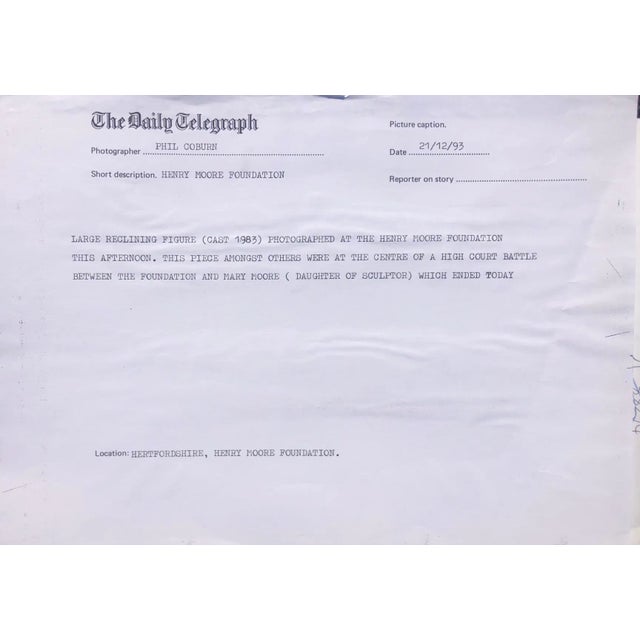 The Daily Telegraph
Picture caption.
Photographer PHIL COBURN
Date 21/12/93
Short description. HENRY MOORE FOUNDATION
Reporter on story
LARGE RECLINING FIGURE (CAST 1983) PHOTOGRAPHED AT THE HENRY MOORE FOUNDATION
THIS AFTERNOON. THIS PIECE AMONGST OTHERS WERE AT THE CENTRE OF A HIGH COURT BATTLE
BETWEEN THE FOUNDATION AND MARY MOORE ( DAUGHTER OF SCULPTOR) WHICH ENDED TODAY
Location: HERTFORDSHIRE, HENRY MOORE FOUNDATION.